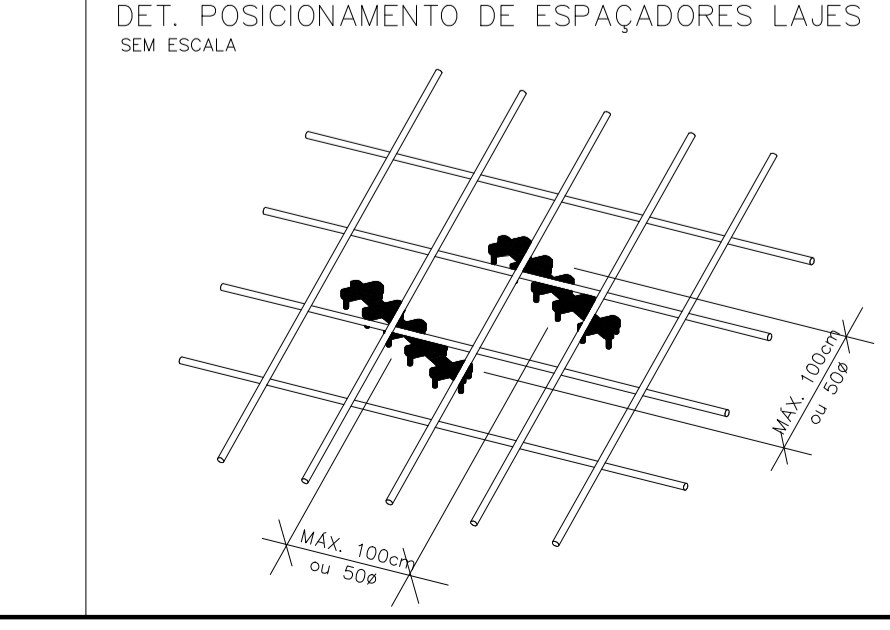 DET. POSICIONAMENTO DE ESPAÇADORES LAJES
SEM ESCALA
MÁX. 100cm
ou 50ø
MÁX. 100cm
ou 50ø